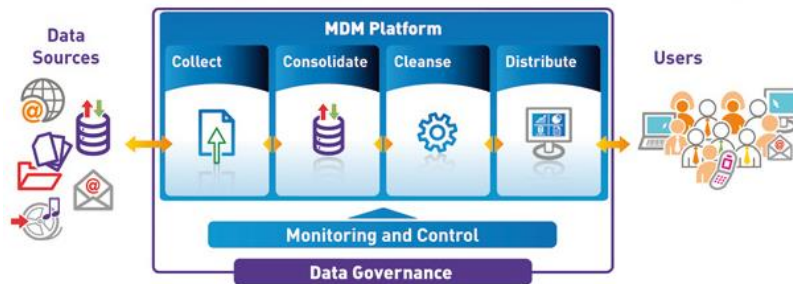 MDM Platform
Data
Sources
Collect
Consolidate
Cleanse
Distribute
Users
@
@
@
Monitoring and Control
Data Governance